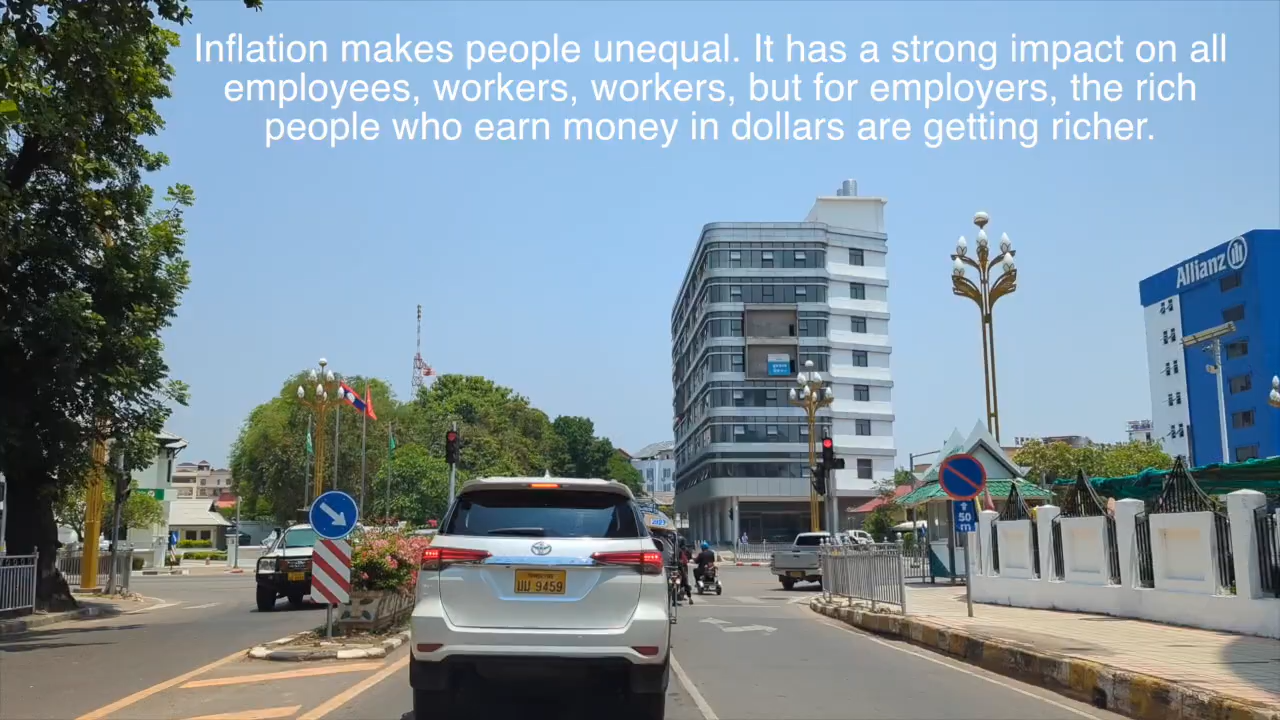 Inflation makes people unequal. It has a strong impact on all
employees, workers, workers, but for employers, the rich
people who earn money in dollars are getting richer.
Allianz
50
m
9459